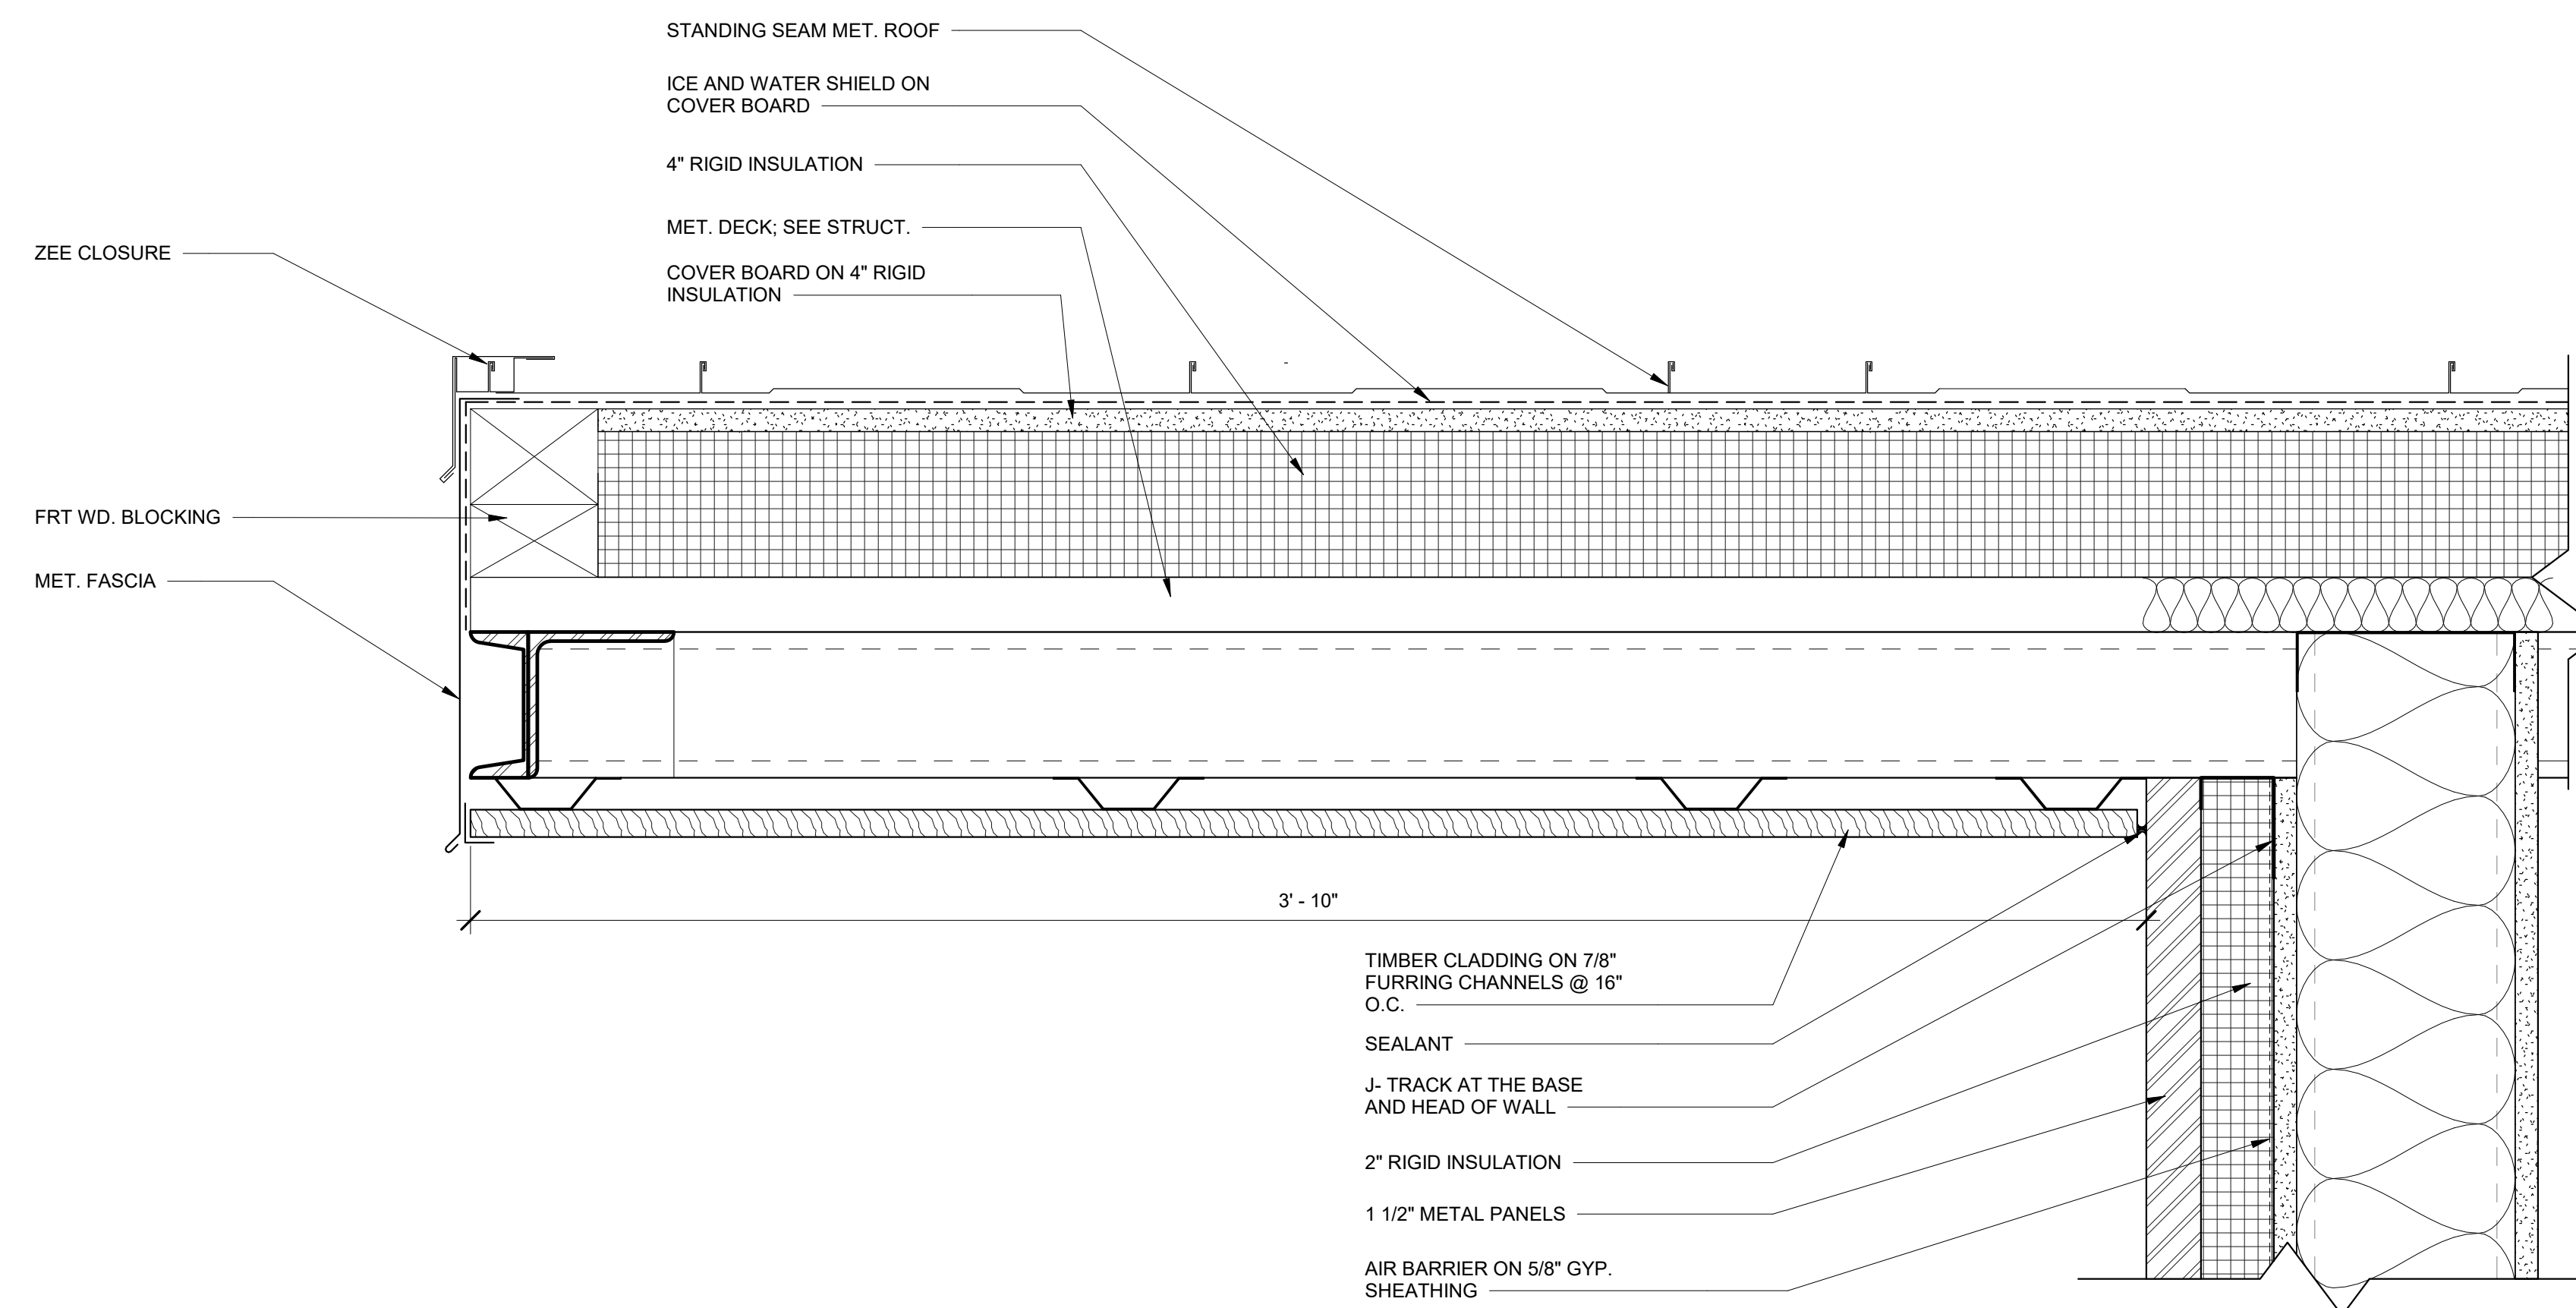 STANDING SEAM MET. ROOF
ICE AND WATER SHIELD ON
COVER BOARD
4" RIGID INSULATION
MET. DECK; SEE STRUCT.
COVER BOARD ON 4" RIGID
INSULATION
ZEE CLOSURE
FRT WD. BLOCKING
MET. FASCIA
3' - 10"
TIMBER CLADDING ON 7/8"
FURRING CHANNELS @ 16"
O.C.
SEALANT
J- TRACK AT THE BASE
AND HEAD OF WALL
2" RIGID INSULATION
1 1/2" METAL PANELS
AIR BARRIER ON 5/8" GYP.
SHEATHING